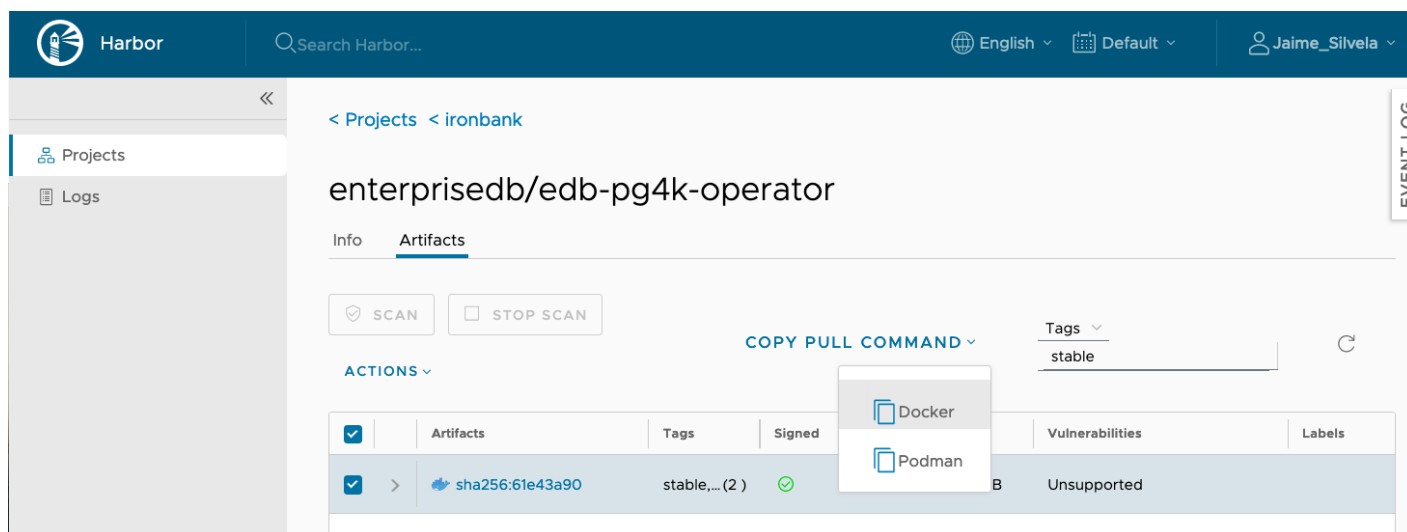 Harbor
Search Harbor...
English
Default
Jaime_Silvela
EVENT LOG
Projects
Logs
< Projects < ironbank
enterprisedb/edb-pg4k-operator
Info Artifacts
SCAN STOP SCAN
COPY PULL COMMAND
Tags
stable
ACTIONS
Docker
Podman
Artifacts Tags Signed Vulnerabilities Labels
sha256:61e43a90 stable,...(2 ) B Unsupported